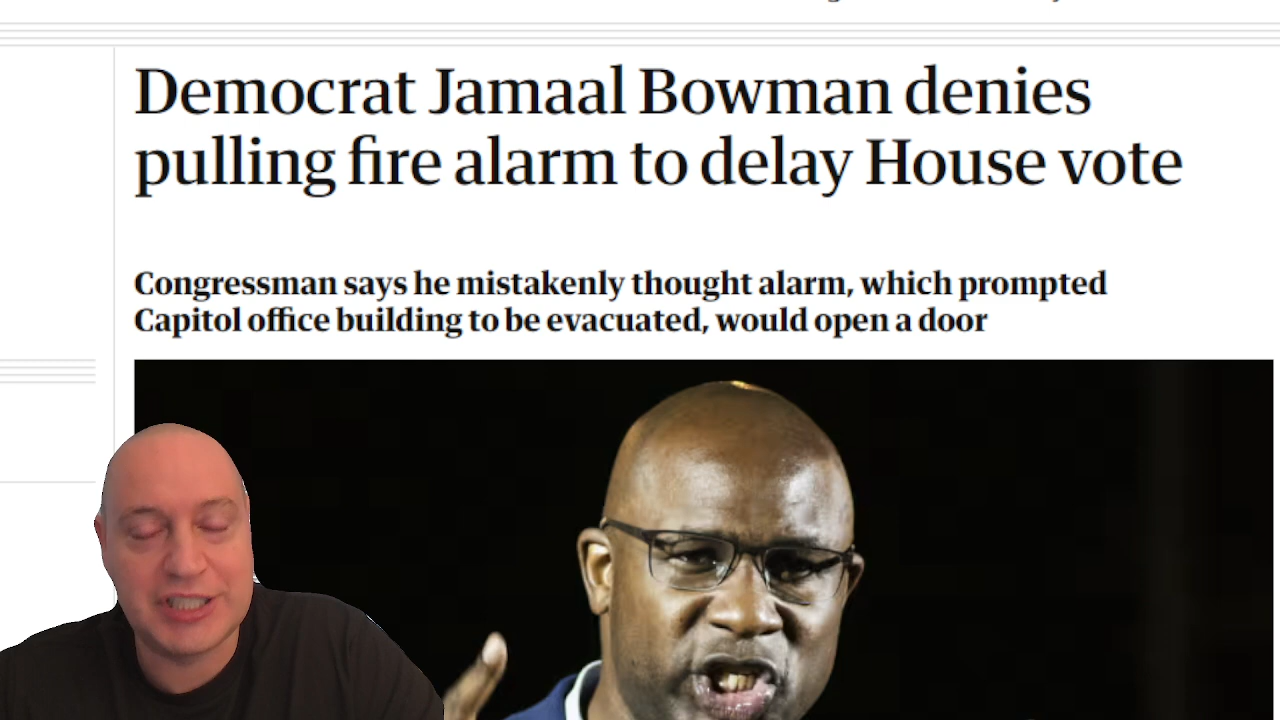 Democrat Jamaal Bowman denies
pulling fire alarm to delay House vote
Congressman says he mistakenly thought alarm, which prompted
Capitol office building to be evacuated, would open a door